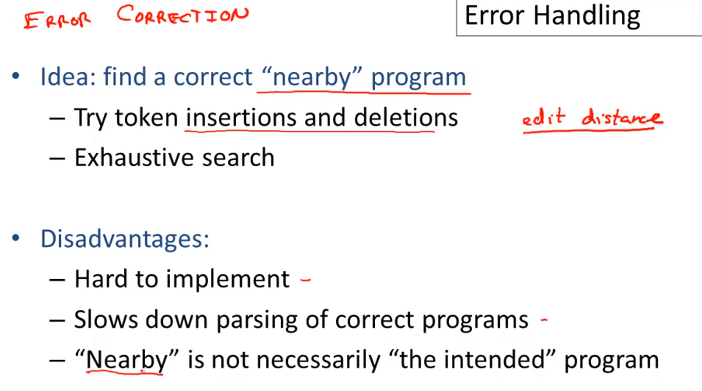 ERROR CORRECTION
Error Handling
• Idea: find a correct “nearby” program
– Try token insertions and deletions
edit distance
– Exhaustive search
• Disadvantages:
– Hard to implement
– Slows down parsing of correct programs
– “Nearby” is not necessarily “the intended” program